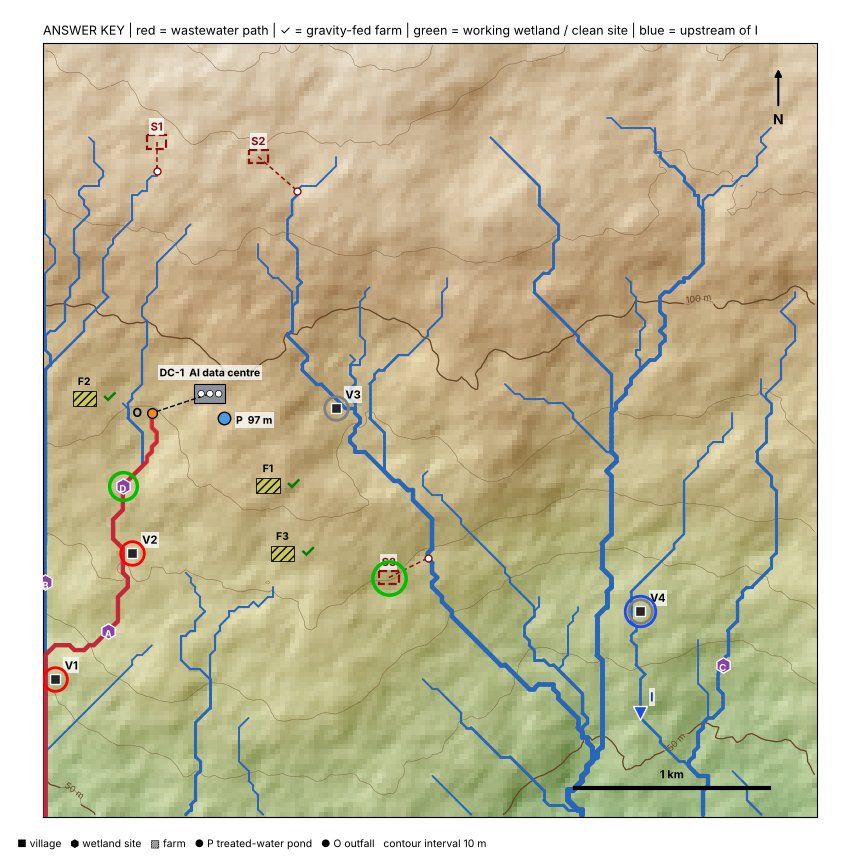 ANSWER KEY | red = wastewater path | ✓ = gravity-fed farm | green = working wetland / clean site | blue = upstream of I
N
S1
S2
100 m
DC-1 AI data centre
F2
V3
O
P 97 m
F1
D
F3
V2
S3
B
V4
A
V1
C
I
50 m
1 km
50 m
village
wetland site
farm
P treated-water pond
O outfall
contour interval 10 m